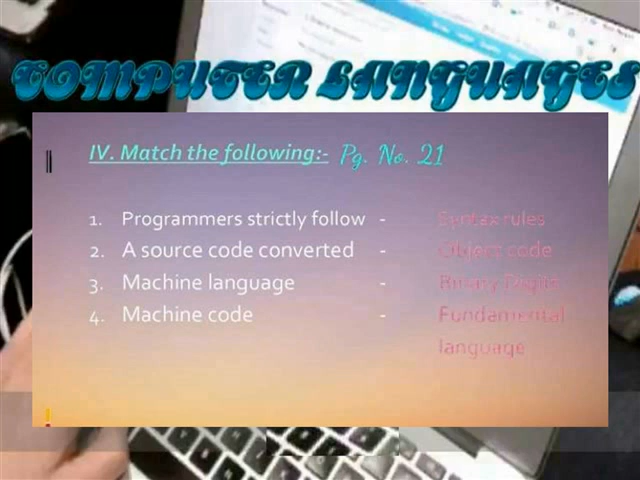 COMPUTER LANGUAGES
IV. Match the following:- Pg. No. 21
1. Programmers strictly follow - Syntax rules
2. A source code converted - Object code
3. Machine language - Binary Digits
4. Machine code - Fundamental
language